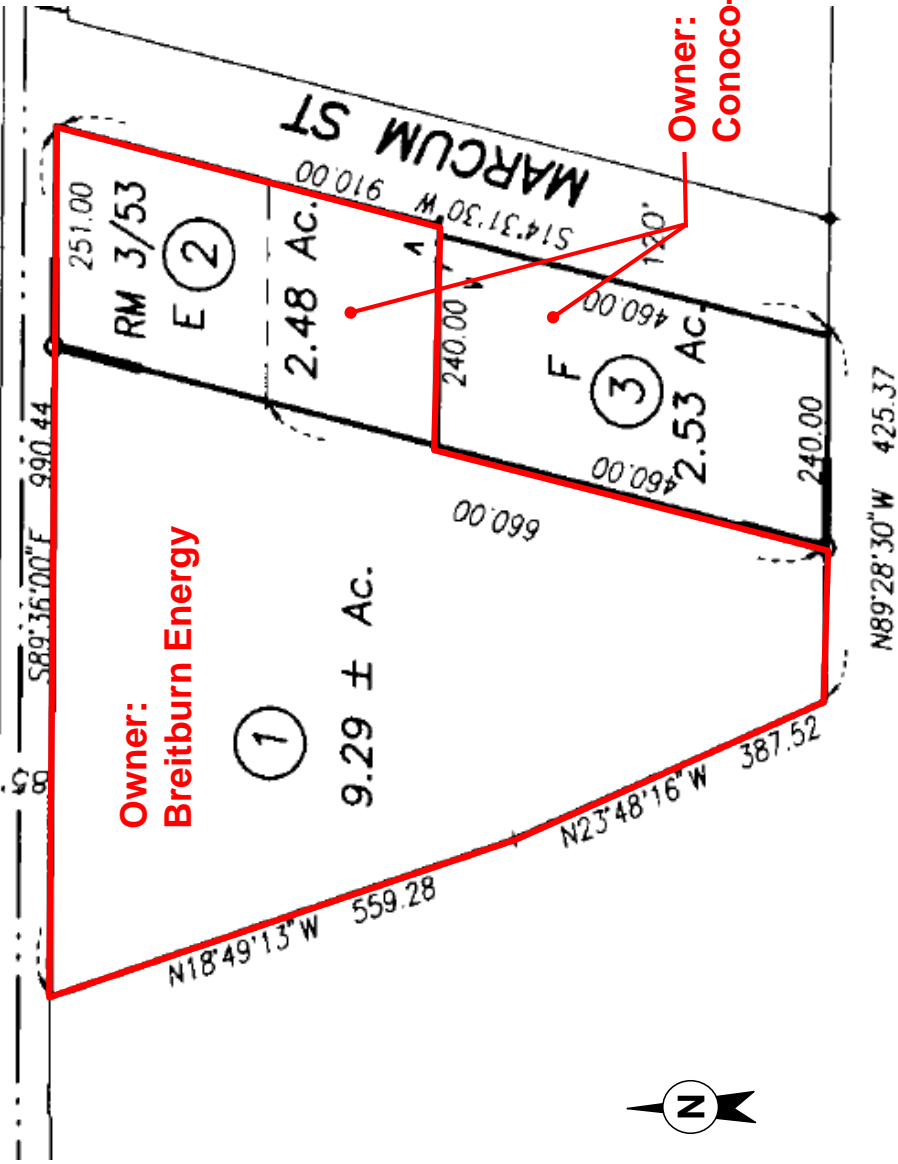 S89°36'00"E 990.44
251.00
RM 3/53
E
2
2.48 Ac.
910.00
S14°31'30"W
MARCUM ST
Owner:
Conoco-
120'
240.00
460.00
F
3
2.53 Ac.
460.00
240.00
660.00
Owner:
Breitburn Energy
1
9.29 ± Ac.
N18°49'13"W 559.28
N23°48'16"W 387.52
N89°28'30"W 425.37
N